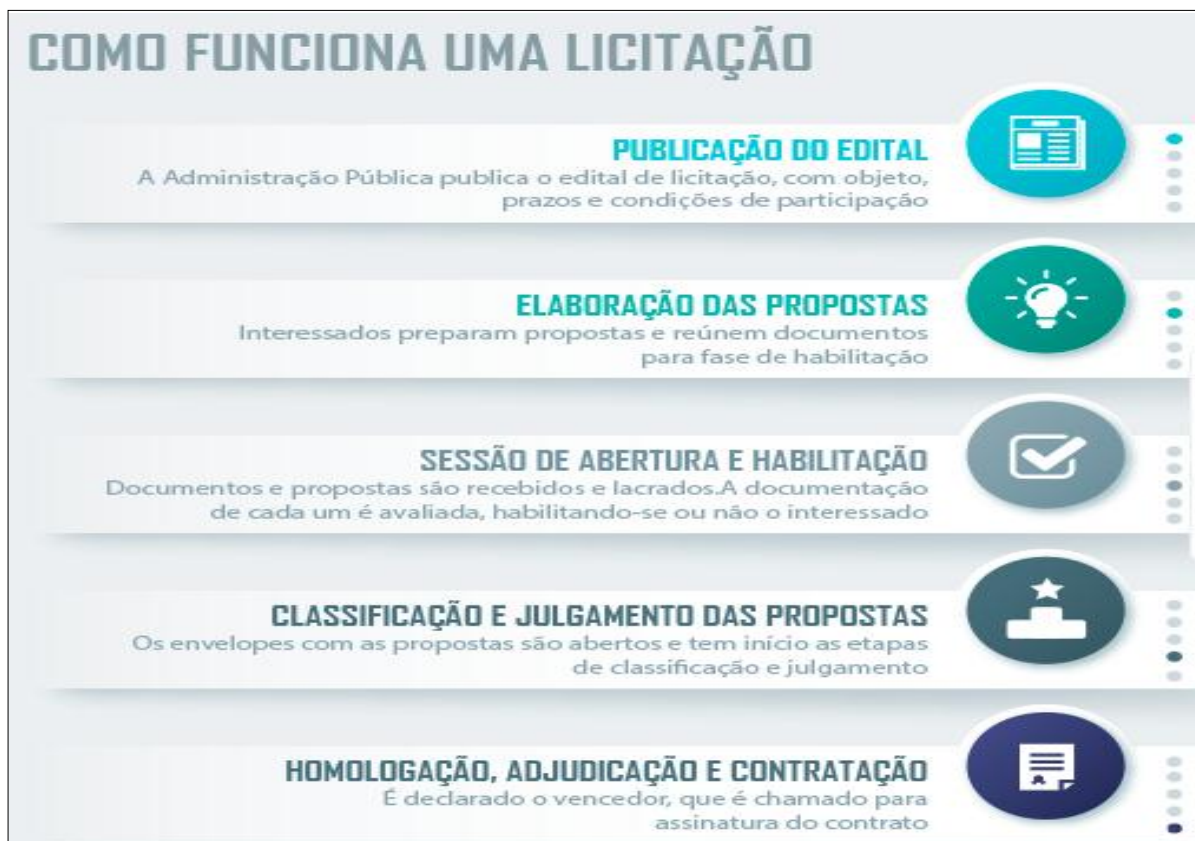 COMO FUNCIONA UMA LICITAÇÃO
PUBLICAÇÃO DO EDITAL
A Administração Pública publica o edital de licitação, com objeto,
prazos e condições de participação
ELABORAÇÃO DAS PROPOSTAS
Interessados preparam propostas e reúnem documentos
para fase de habilitação
SESSÃO DE ABERTURA E HABILITAÇÃO
Documentos e propostas são recebidos e lacrados.A documentação
de cada um é avaliada, habilitando-se ou não o interessado
CLASSIFICAÇÃO E JULGAMENTO DAS PROPOSTAS
Os envelopes com as propostas são abertos e tem início as etapas
de classificação e julgamento
HOMOLOGAÇÃO, ADJUDICAÇÃO E CONTRATAÇÃO
É declarado o vencedor, que é chamado para
assinatura do contrato